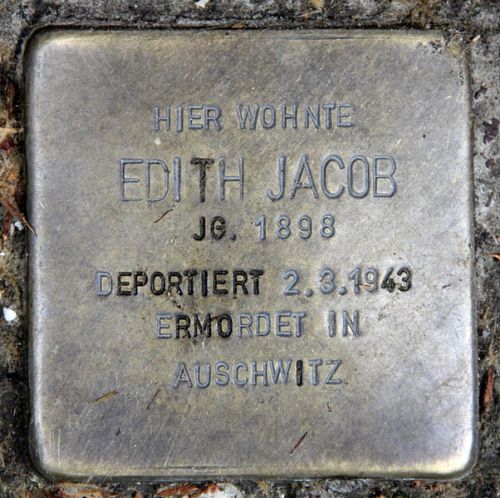 HIER WOHNTE
EDITH JACOB
JG. 1898
DEPORTIERT 2.3.1943
ERMORDET IN
AUSCHWITZ